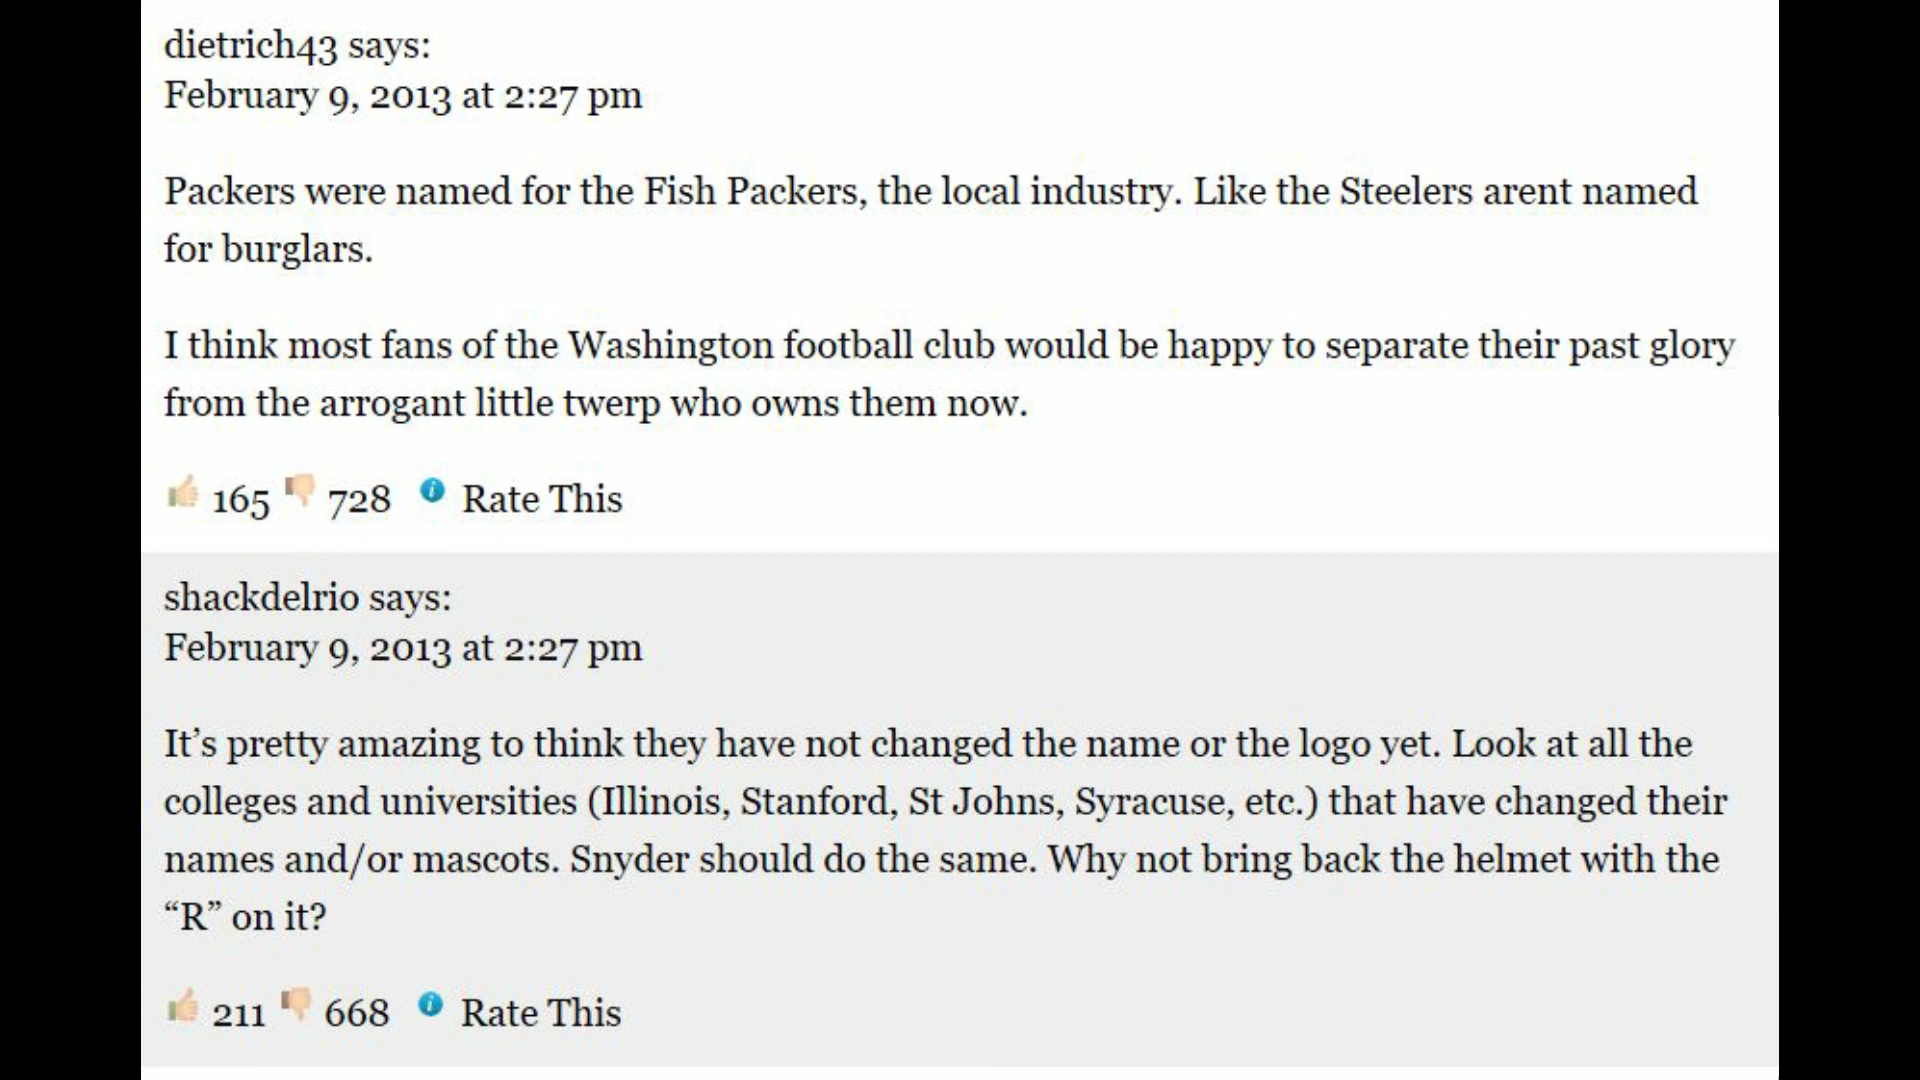 dietrich43 says:
February 9, 2013 at 2:27 pm
Packers were named for the Fish Packers, the local industry. Like the Steelers arent named
for burglars.
I think most fans of the Washington football club would be happy to separate their past glory
from the arrogant little twerp who owns them now.
165 728 Rate This
shackdelrio says:
February 9, 2013 at 2:27 pm
It’s pretty amazing to think they have not changed the name or the logo yet. Look at all the
colleges and universities (Illinois, Stanford, St Johns, Syracuse, etc.) that have changed their
names and/or mascots. Snyder should do the same. Why not bring back the helmet with the
“R” on it?
211 668 Rate This